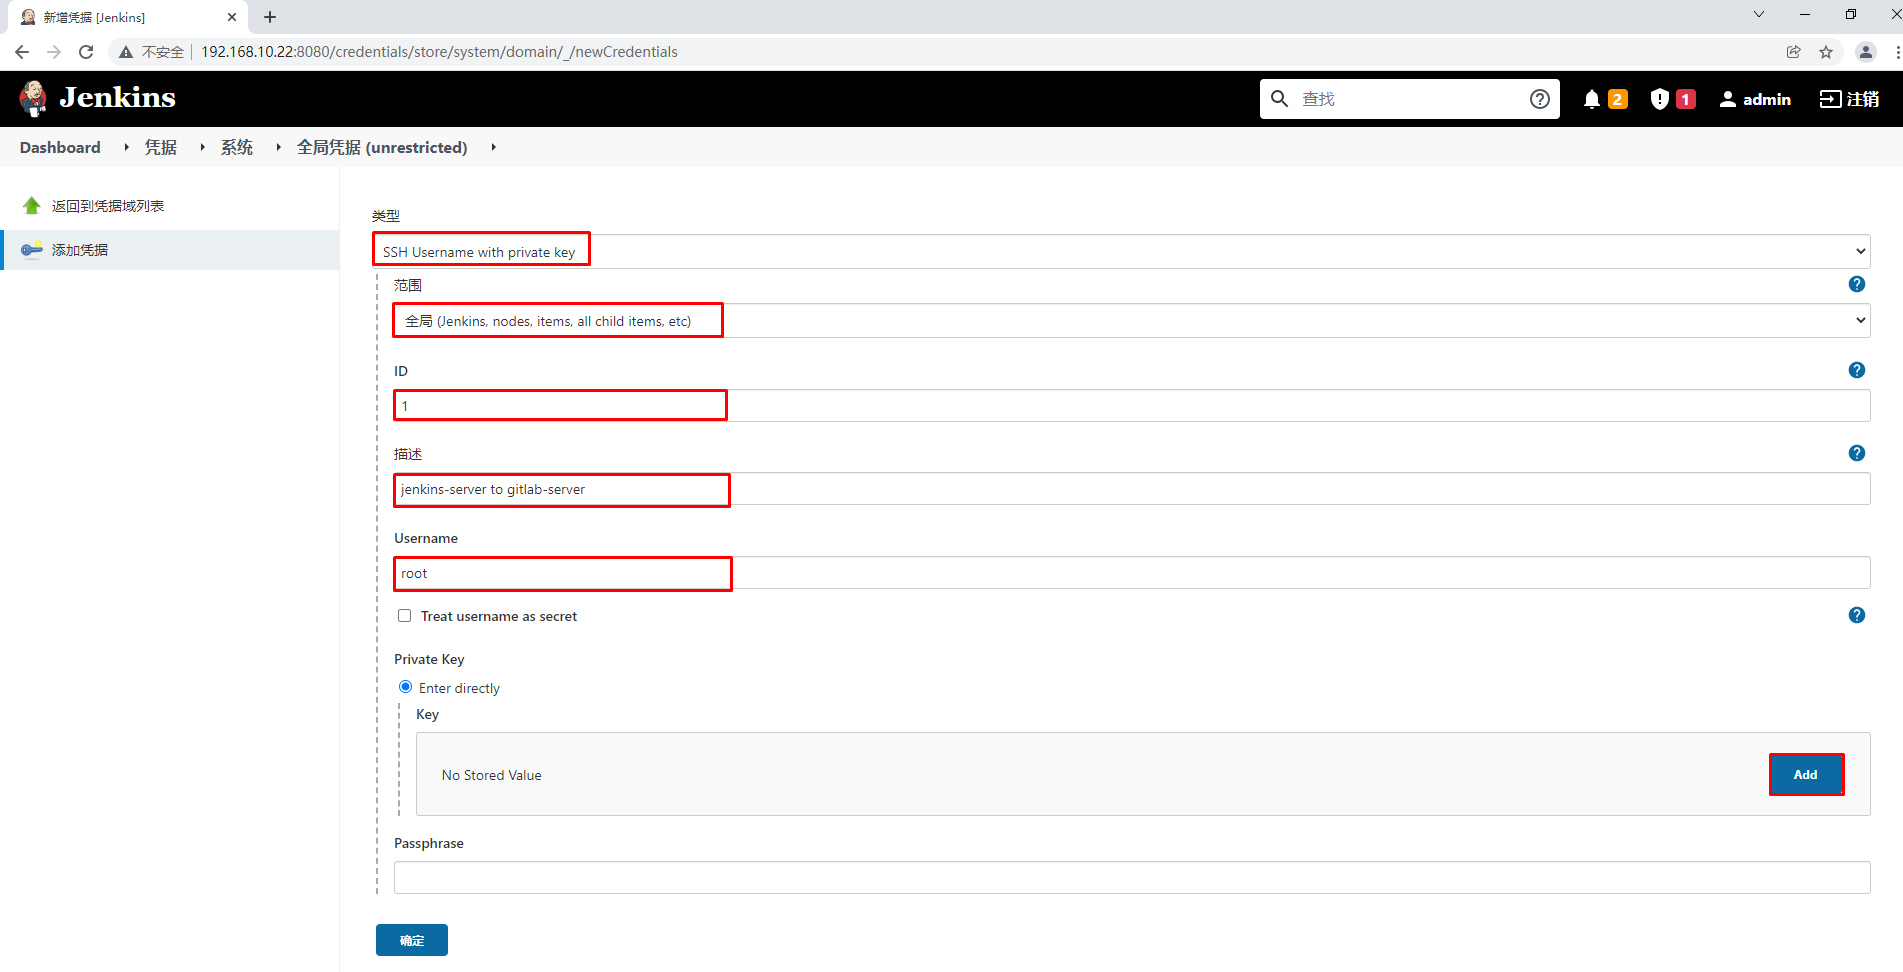 新增凭据 [Jenkins]
不安全 192.168.10.22:8080/credentials/store/system/domain/_/newCredentials
Jenkins
查找
2
1
admin
注销
Dashboard 凭据 系统 全局凭据 (unrestricted)
返回到凭据域列表
添加凭据
类型
SSH Username with private key
范围
全局 (Jenkins, nodes, items, all child items, etc)
ID
1
描述
jenkins-server to gitlab-server
Username
root
Treat username as secret
Private Key
Enter directly
Key
No Stored Value
Add
Passphrase
确定